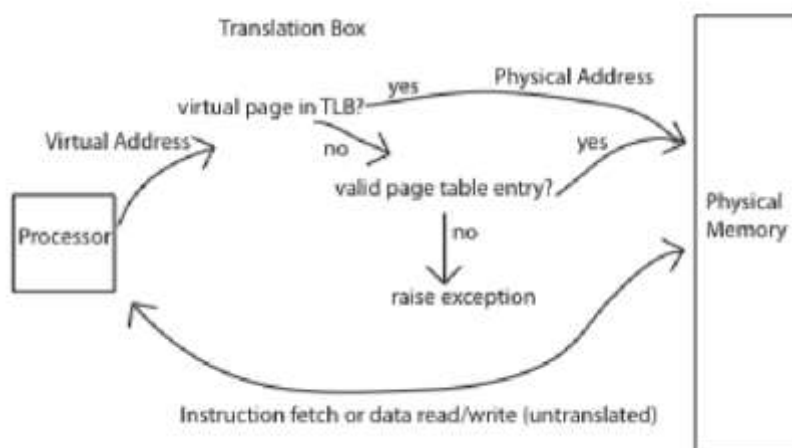 Translation Box
yes
Physical Address
virtual page in TLB?
Virtual Address
no
yes
valid page table entry?
Processor
Physical
Memory
no
raise exception
Instruction fetch or data read/write (untranslated)